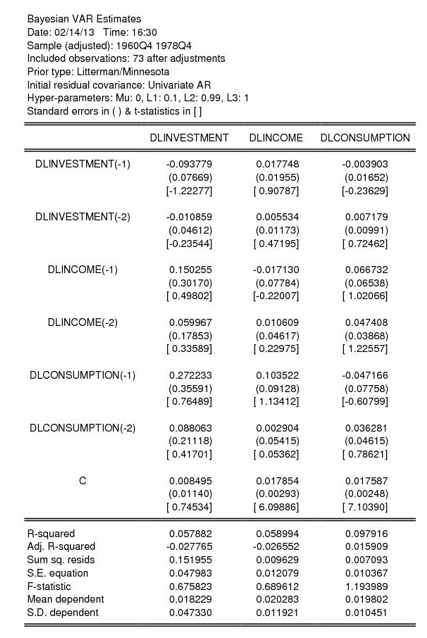 Bayesian VAR Estimates
Date: 02/14/13 Time: 16:30
Sample (adjusted): 1960Q4 1978Q4
Included observations: 73 after adjustments
Prior type: Litterman/Minnesota
Initial residual covariance: Univariate AR
Hyper-parameters: Mu: 0, L1: 0.1, L2: 0.99, L3: 1
Standard errors in ( ) & t-statistics in [ ]
DLINVESTMENT DLINCOME DLCONSUMPTION
DLINVESTMENT(-1) -0.093779 0.017748 -0.003903
(0.07669) (0.01955) (0.01652)
[-1.22277] [ 0.90787] [-0.23629]
DLINVESTMENT(-2) -0.010859 0.005534 0.007179
(0.04612) (0.01173) (0.00991)
[-0.23544] [ 0.47195] [ 0.72462]
DLINCOME(-1) 0.150255 -0.017130 0.066732
(0.30170) (0.07784) (0.06538)
[ 0.49802] [-0.22007] [ 1.02066]
DLINCOME(-2) 0.059967 0.010609 0.047408
(0.17853) (0.04617) (0.03868)
[ 0.33589] [ 0.22975] [ 1.22557]
DLCONSUMPTION(-1) 0.272233 0.103522 -0.047166
(0.35591) (0.09128) (0.07758)
[ 0.76489] [ 1.13412] [-0.60799]
DLCONSUMPTION(-2) 0.088063 0.002904 0.036281
(0.21118) (0.05415) (0.04615)
[ 0.41701] [ 0.05362] [ 0.78621]
C 0.008495 0.017854 0.017587
(0.01140) (0.00293) (0.00248)
[ 0.74534] [ 6.09886] [ 7.10390]
R-squared 0.057882 0.058994 0.097916
Adj. R-squared -0.027765 -0.026552 0.015909
Sum sq. resids 0.151955 0.009629 0.007093
S.E. equation 0.047983 0.012079 0.010367
F-statistic 0.675823 0.689612 1.193989
Mean dependent 0.018229 0.020283 0.019802
S.D. dependent 0.047330 0.011921 0.010451